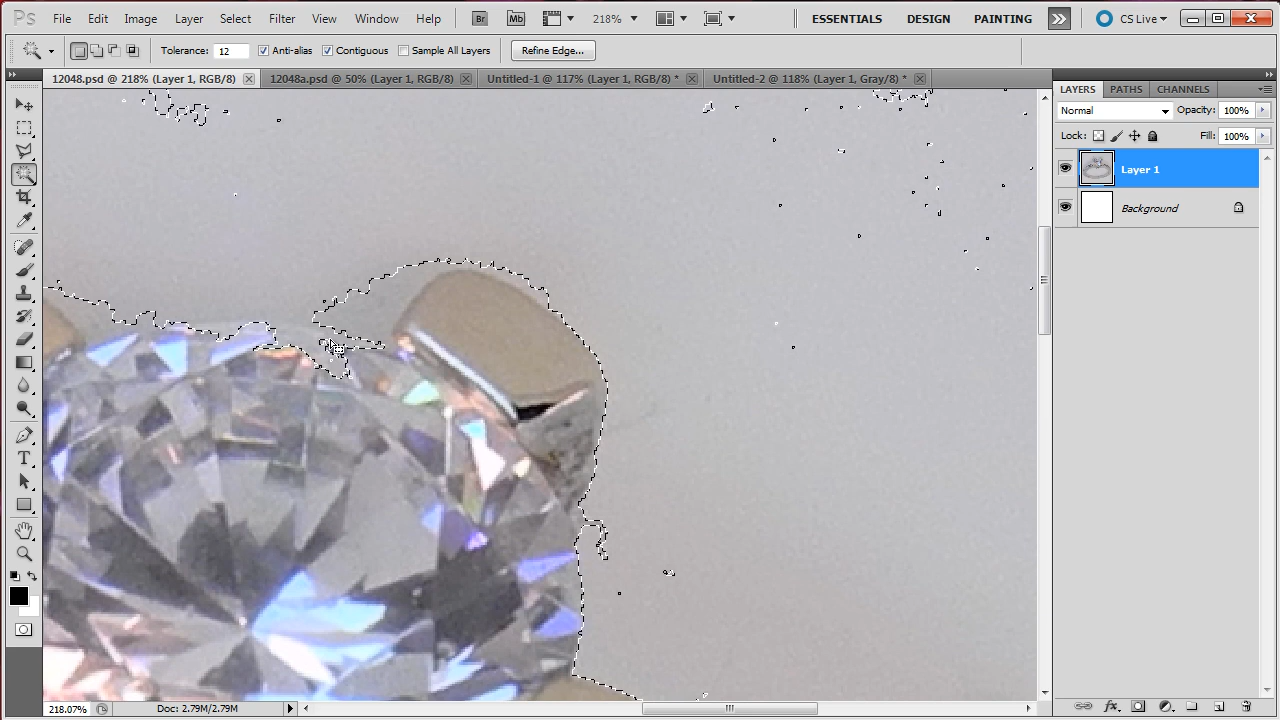 Ps File Edit Image Layer Select Filter View Window Help Br Mb 218% ESSENTIALS DESIGN PAINTING CS Live
Tolerance: 12 Anti-alias Contiguous Sample All Layers Refine Edge...
12048.psd @ 218% (Layer 1, RGB/8) 12048a.psd @ 50% (Layer 1, RGB/8) Untitled-1 @ 117% (Layer 1, RGB/8) * Untitled-2 @ 118% (Layer 1, Gray/8) *
LAYERS PATHS CHANNELS
Normal Opacity: 100%
Lock: Fill: 100%
Layer 1
Background
T
218.07% Doc: 2.79M/2.79M
fx